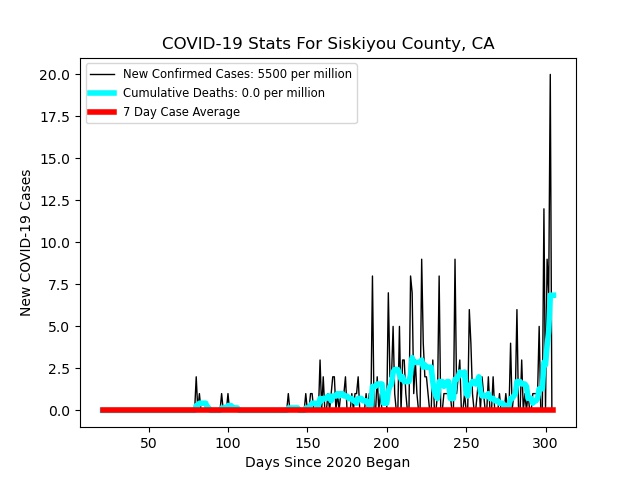 COVID-19 Stats For Siskiyou County, CA
New Confirmed Cases: 5500 per million
Cumulative Deaths: 0.0 per million
7 Day Case Average
20.0
17.5
15.0
12.5
10.0
7.5
5.0
2.5
0.0
New COVID-19 Cases
50 100 150 200 250 300
Days Since 2020 Began